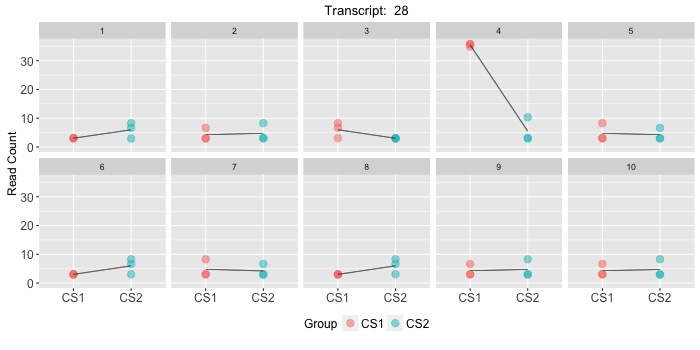 Transcript: 28
1 2 3 4 5
30
20
10
0
Read Count
6 7 8 9 10
30
20
10
0
CS1 CS2 CS1 CS2 CS1 CS2 CS1 CS2 CS1 CS2
Group CS1 CS2